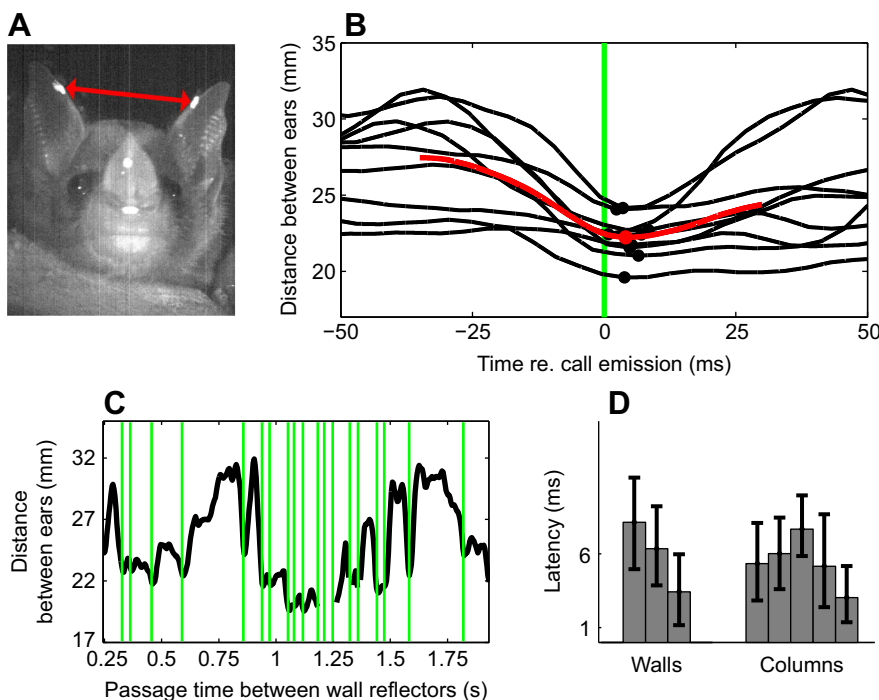 A
B
35
30
25
20
Distance between ears (mm)
−50
−25
0
25
50
Time re. call emission (ms)
C
32
27
22
17
Distance
between ears (mm)
0.25
0.5
0.75
1
1.25
1.5
1.75
Passage time between wall reflectors (s)
D
Latency (ms)
6
1
Walls
Columns